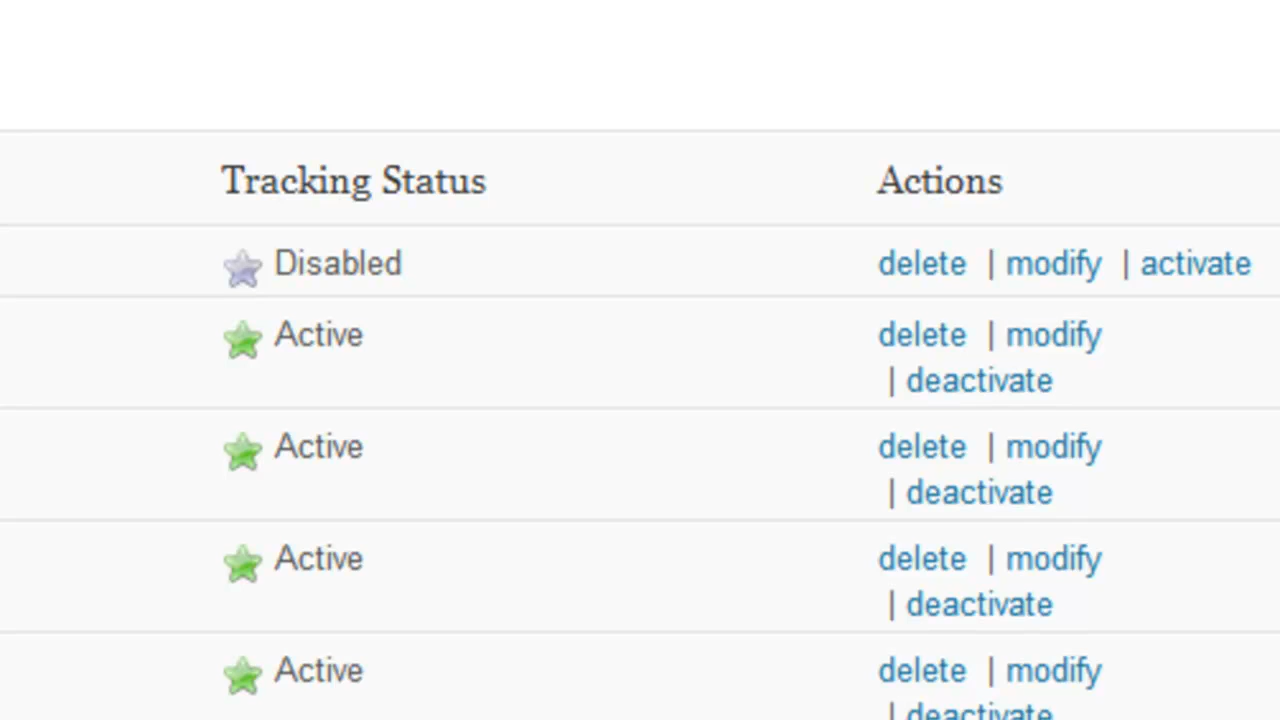 Tracking Status Actions
Disabled delete | modify | activate
Active delete | modify
| deactivate
Active delete | modify
| deactivate
Active delete | modify
| deactivate
Active delete | modify
| deactivate